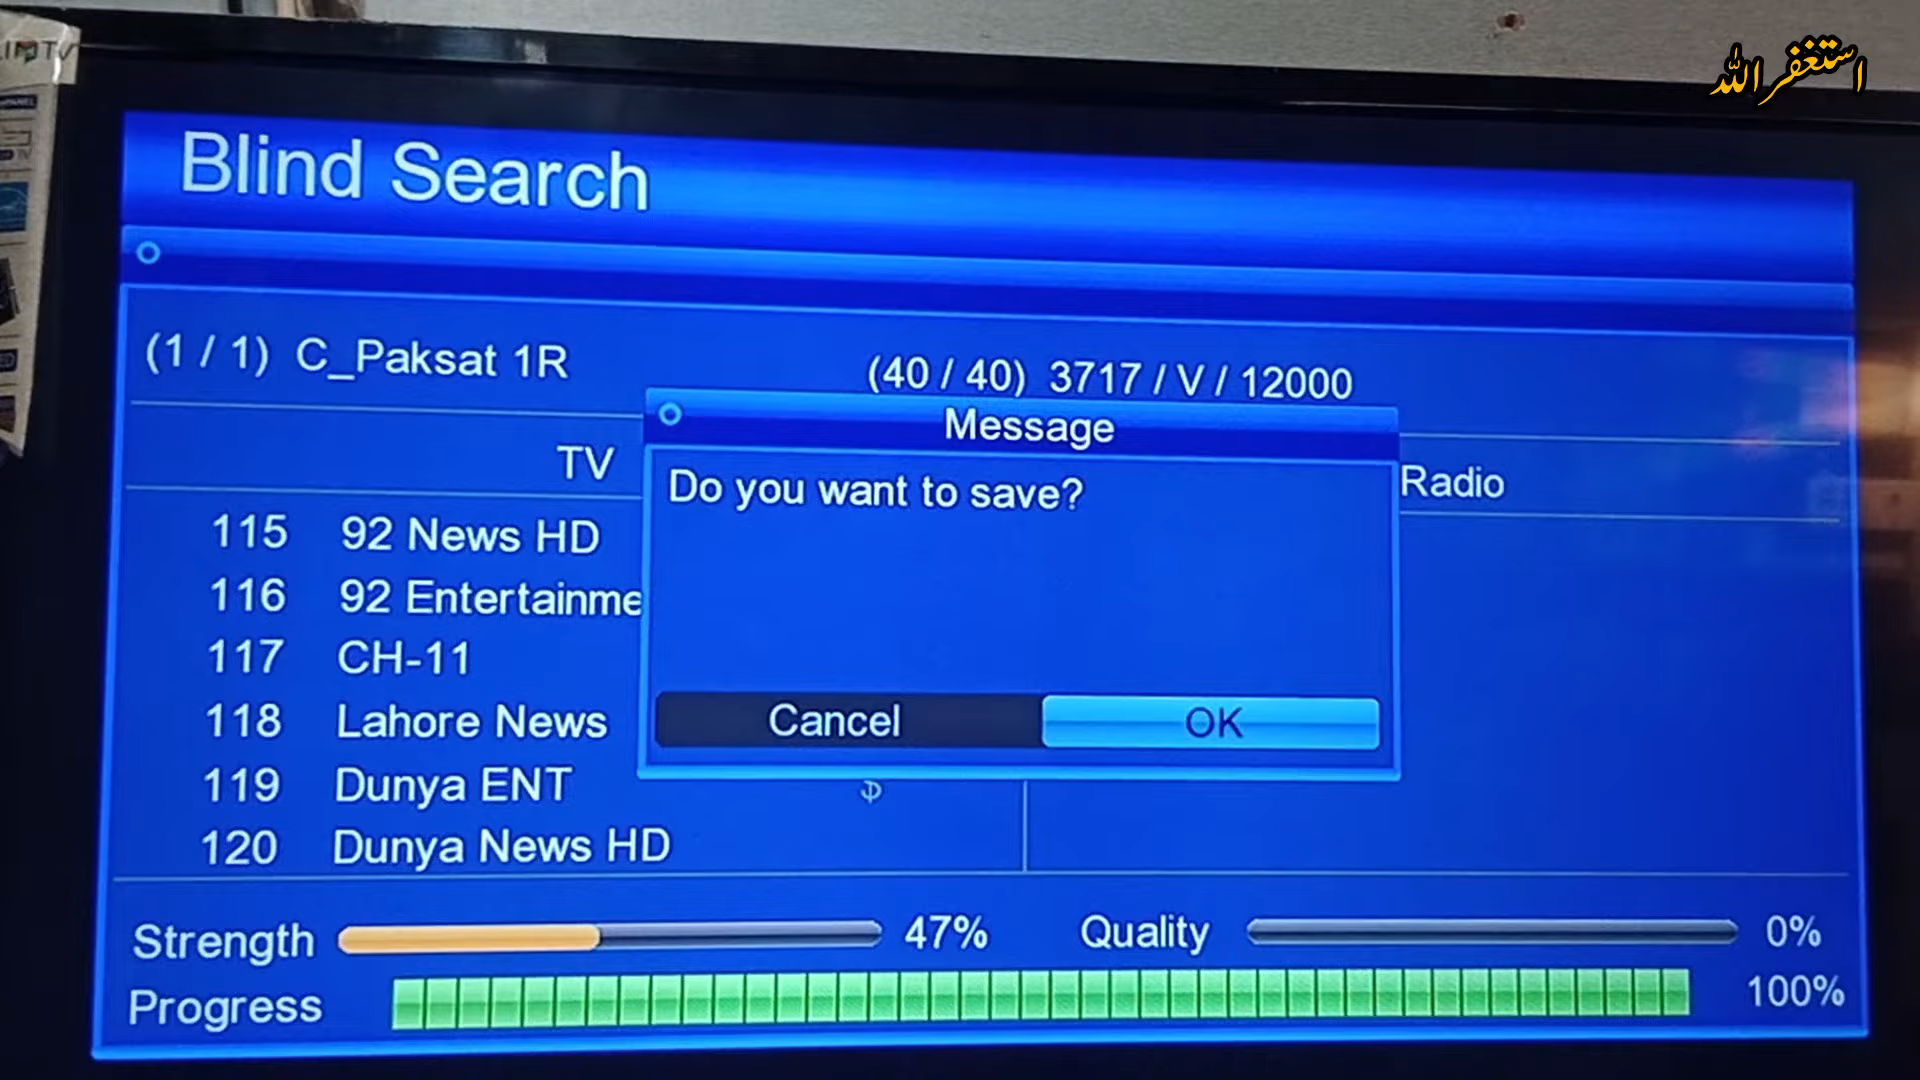 استغفر الله
Blind Search
(1 / 1) C_Paksat 1R
(40 / 40) 3717 / V / 12000
Message
TV
Do you want to save?
Radio
115 92 News HD
116 92 Entertainme
117 CH-11
118 Lahore News
Cancel OK
119 Dunya ENT
120 Dunya News HD
Strength 47% Quality 0%
Progress 100%